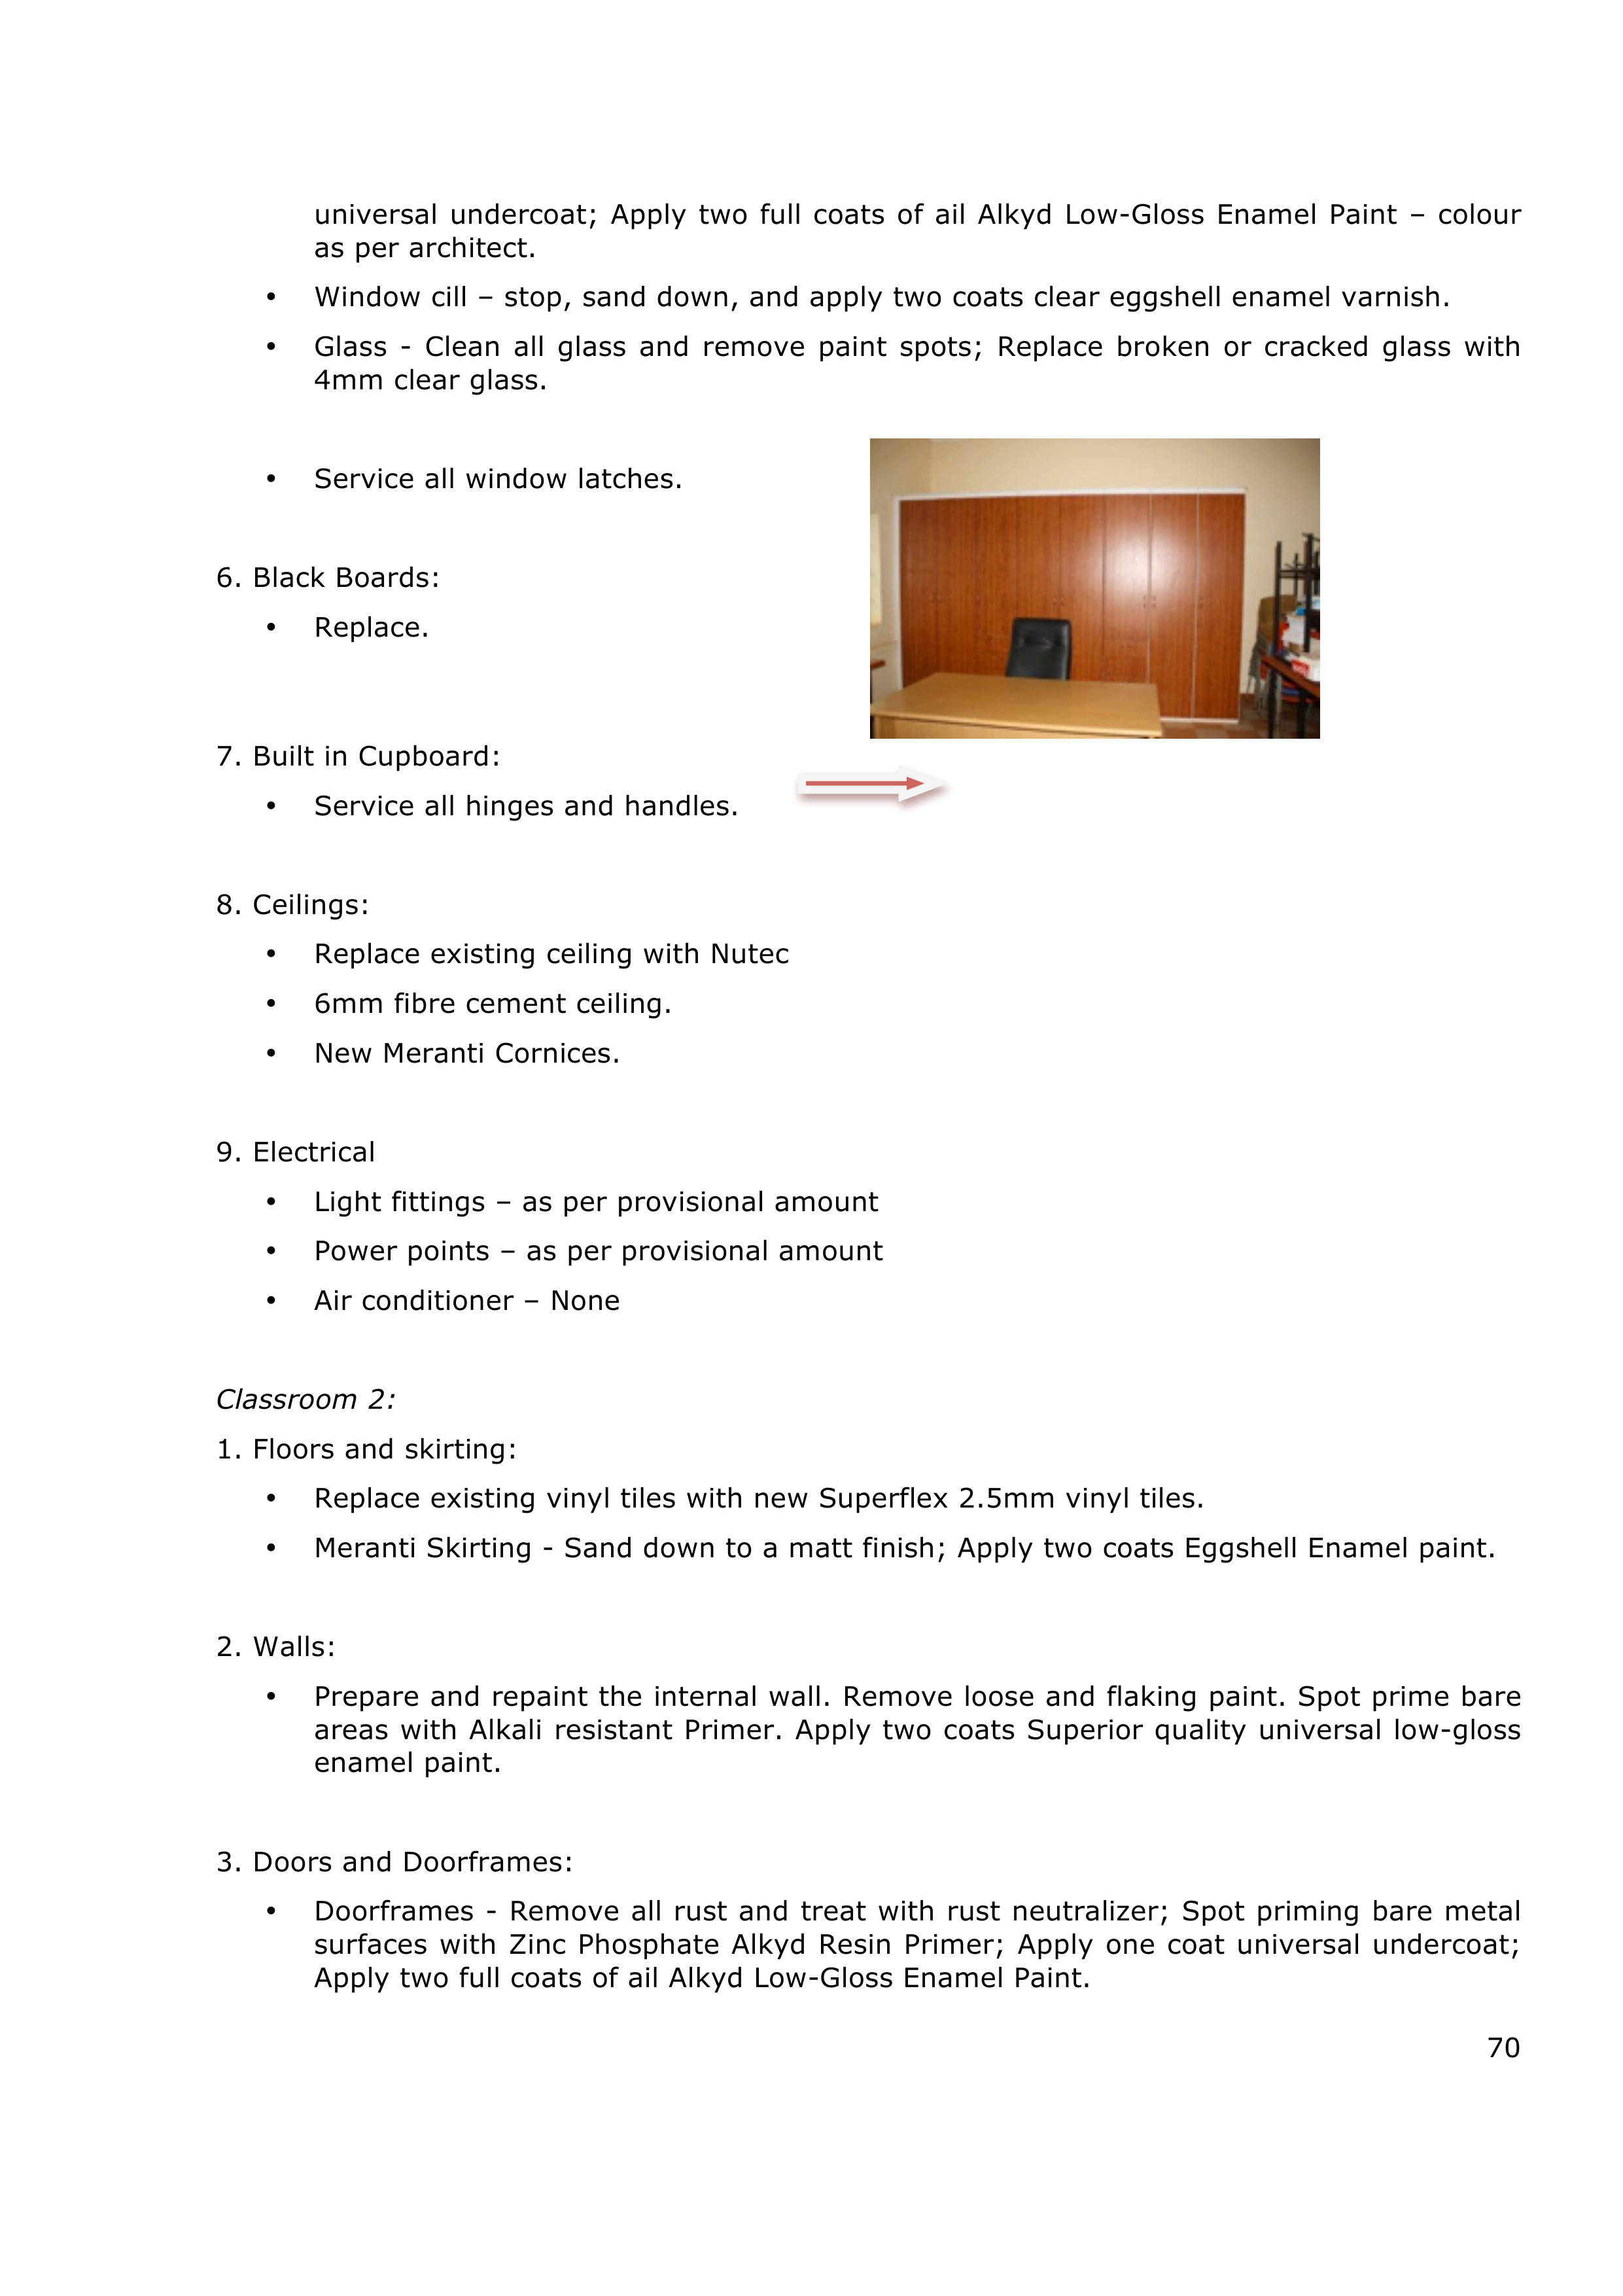 universal undercoat; Apply two full coats of ail Alkyd Low-Gloss Enamel Paint – colour
as per architect.
• Window cill – stop, sand down, and apply two coats clear eggshell enamel varnish.
• Glass - Clean all glass and remove paint spots; Replace broken or cracked glass with
4mm clear glass.
• Service all window latches.
6. Black Boards:
• Replace.
7. Built in Cupboard:
• Service all hinges and handles.
8. Ceilings:
• Replace existing ceiling with Nutec
• 6mm fibre cement ceiling.
• New Meranti Cornices.
9. Electrical
• Light fittings – as per provisional amount
• Power points – as per provisional amount
• Air conditioner – None
Classroom 2:
1. Floors and skirting:
• Replace existing vinyl tiles with new Superflex 2.5mm vinyl tiles.
• Meranti Skirting - Sand down to a matt finish; Apply two coats Eggshell Enamel paint.
2. Walls:
• Prepare and repaint the internal wall. Remove loose and flaking paint. Spot prime bare
areas with Alkali resistant Primer. Apply two coats Superior quality universal low-gloss
enamel paint.
3. Doors and Doorframes:
• Doorframes - Remove all rust and treat with rust neutralizer; Spot priming bare metal
surfaces with Zinc Phosphate Alkyd Resin Primer; Apply one coat universal undercoat;
Apply two full coats of ail Alkyd Low-Gloss Enamel Paint.
70